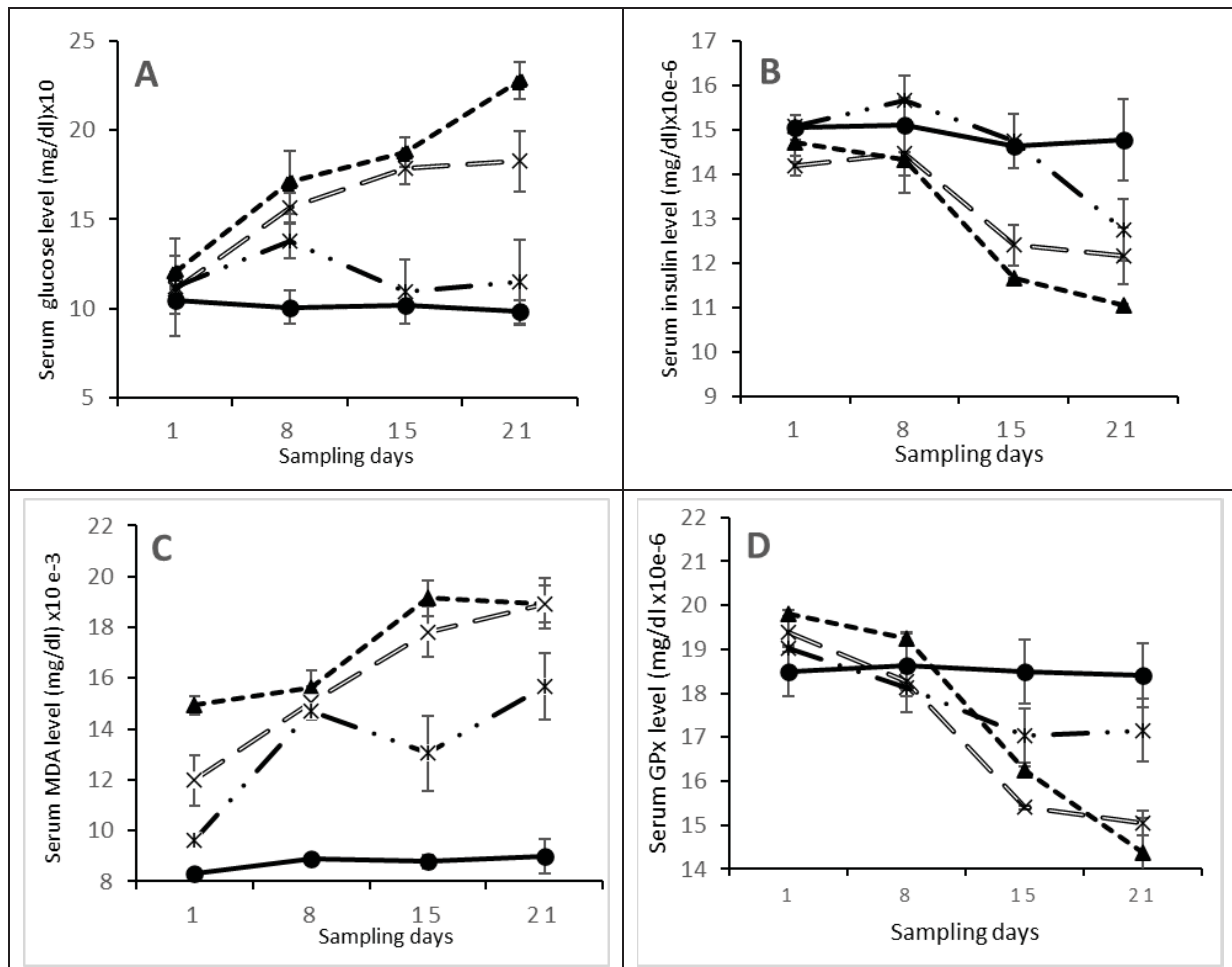 A
Serum glucose level (mg/dl)x10
25
20
15
10
5
1 8 15 21
Sampling days
B
Serum insulin level (mg/dl)x10e-6
17
16
15
14
13
12
11
10
9
1 8 15 21
Sampling days
C
Serum MDA level (mg/dl) x10 e-3
22
20
18
16
14
12
10
8
1 8 15 21
Sampling days
D
Serum GPx level (mg/dl x10e-6
22
21
20
19
18
17
16
15
14
1 8 15 21
Sampling days